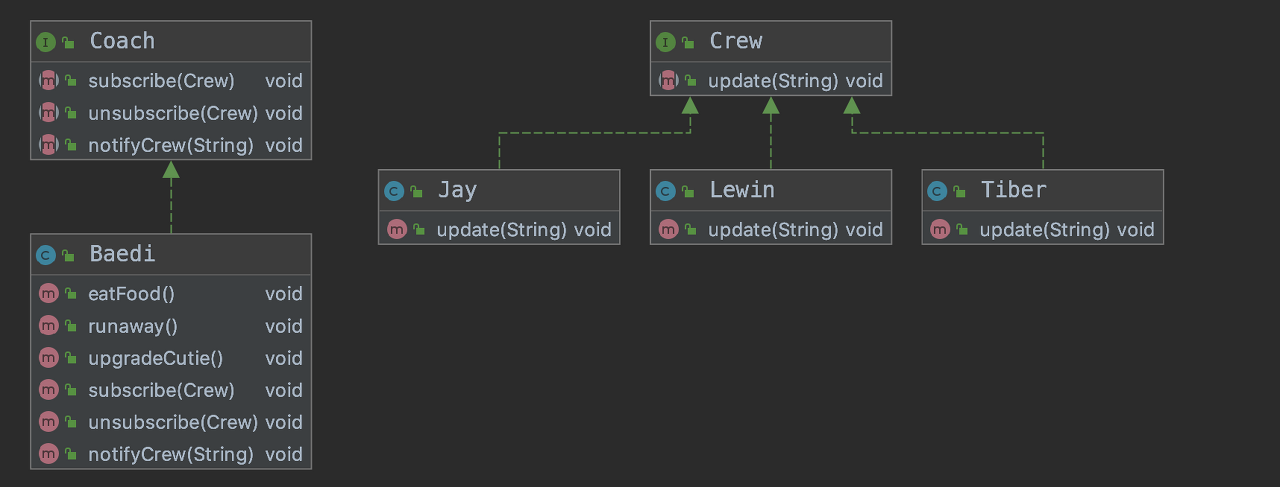 I Coach
m subscribe(Crew) void
m unsubscribe(Crew) void
m notifyCrew(String) void
C Baedi
m eatFood() void
m runaway() void
m upgradeCutie() void
m subscribe(Crew) void
m unsubscribe(Crew) void
m notifyCrew(String) void
I Crew
m update(String) void
C Jay
m update(String) void
C Lewin
m update(String) void
C Tiber
m update(String) void